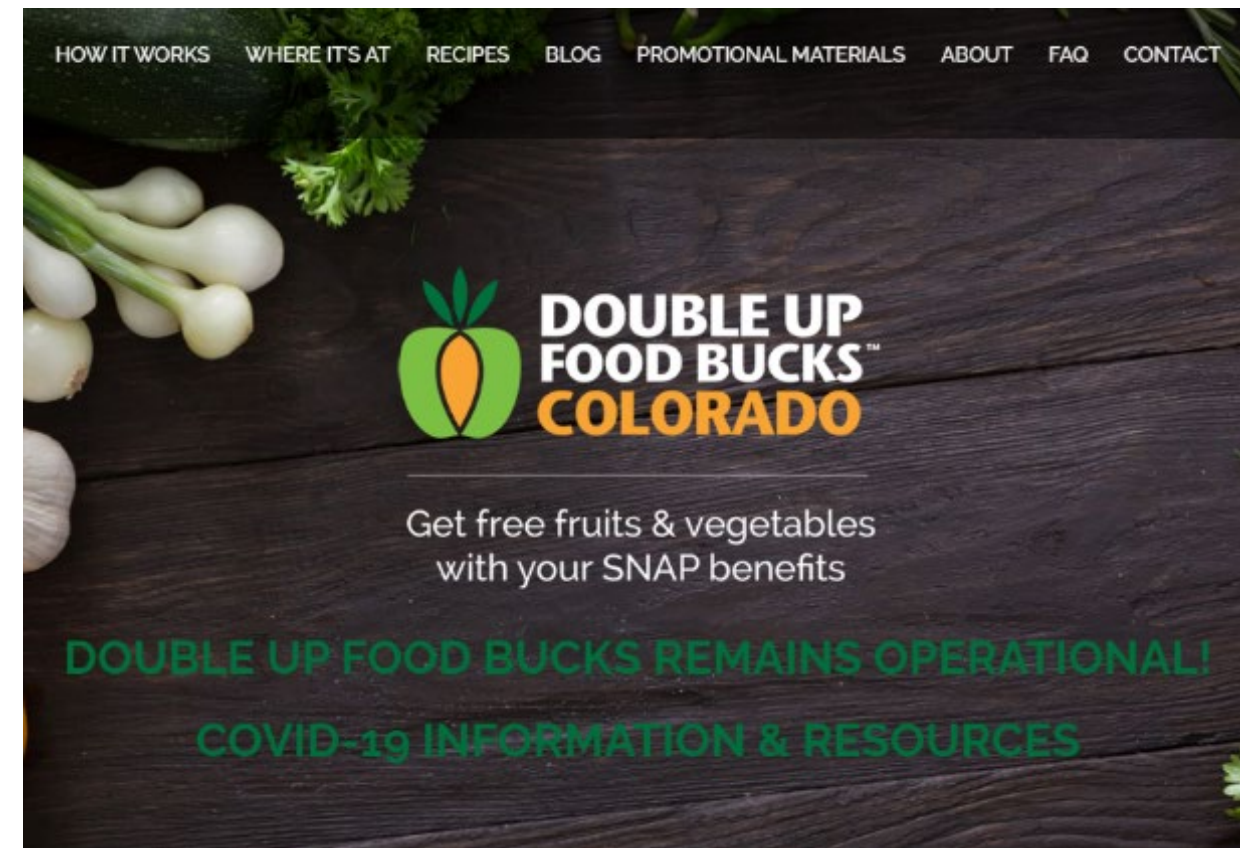 HOW IT WORKS WHERE IT'S AT RECIPES BLOG PROMOTIONAL MATERIALS ABOUT FAQ CONTACT
DOUBLE UP
FOOD BUCKS™
COLORADO
Get free fruits & vegetables
with your SNAP benefits
DOUBLE UP FOOD BUCKS REMAINS OPERATIONAL!
COVID-19 INFORMATION & RESOURCES